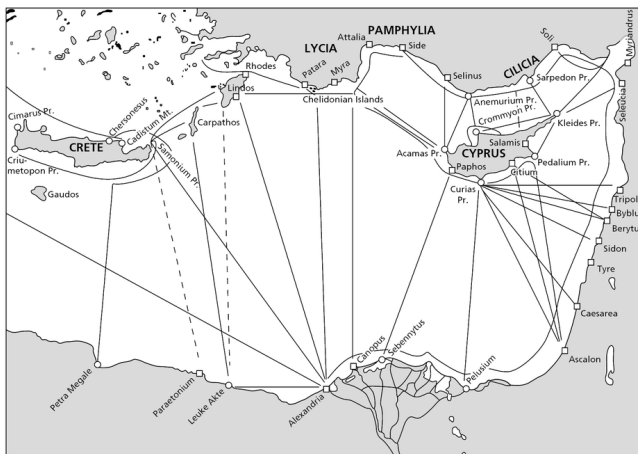 PAMPHYLIA
Attalia
Side
Soli
Myriandrus
LYCIA
CILICIA
Rhodes
Patara
Myra
Selinus
Sarpedon Pr.
Seleucia
Lindos
Chelidonian Islands
Anemurium Pr.
Crommyon Pr.
Kleides Pr.
Cimarus Pr.
Chersonesus
Cadistum Mt.
Carpathos
CRETE
Samonium Pr.
Salamis
Acamas Pr.
CYPRUS
Pedalium Pr.
Criu-
metopon Pr.
Paphos
Citium
Gaudos
Curias
Pr.
Tripol
Byblu
Berytu
Sidon
Tyre
Caesarea
Ascalon
Canopus
Sebennytus
Pelusium
Petra Megale
Paraetonium
Leuke Akte
Alexandria